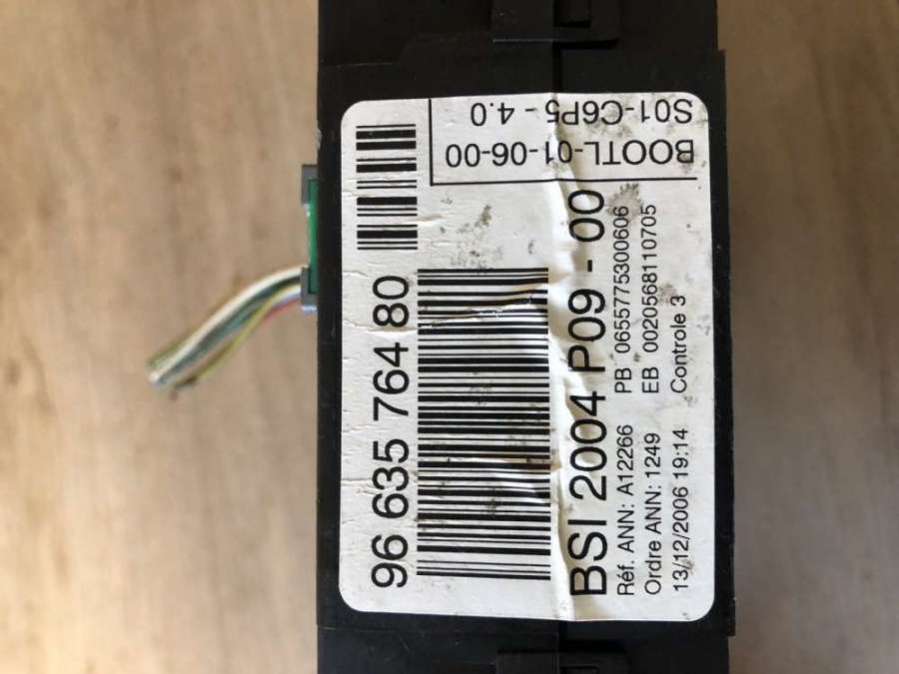 96 635 764 80
BSI 2004 P09 - 00
Réf. ANN: A12266 PB 0655775300606
Ordre ANN: 1249 EB 0020568110705
13/12/2006 19:14 Controle 3
BOOTL-01-06-00
S01-C6P5 - 4.0